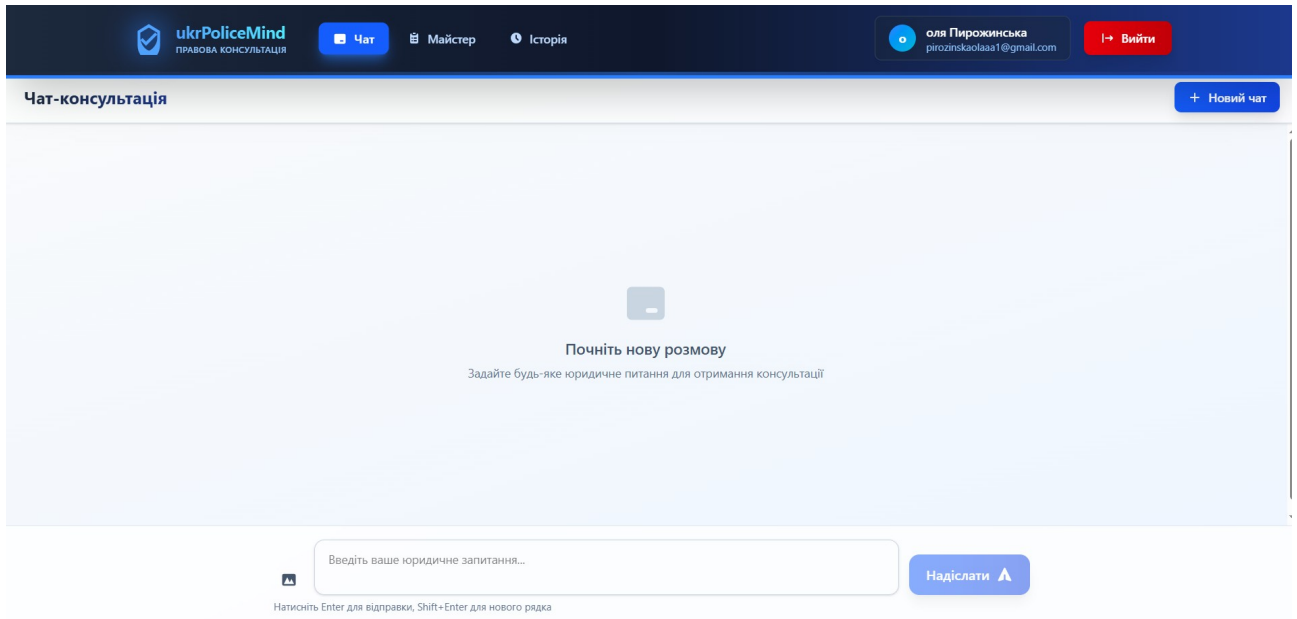 ukrPoliceMind
ПРАВОВА КОНСУЛЬТАЦІЯ
Чат
Майстер
Історія
о
оля Пирожинська
pirozinskaolaaa1@gmail.com
Вийти
Чат-консультація
+ Новий чат
Почніть нову розмову
Задайте будь-яке юридичне питання для отримання консультації
Введіть ваше юридичне запитання...
Надіслати
Натисніть Enter для відправки, Shift+Enter для нового рядка